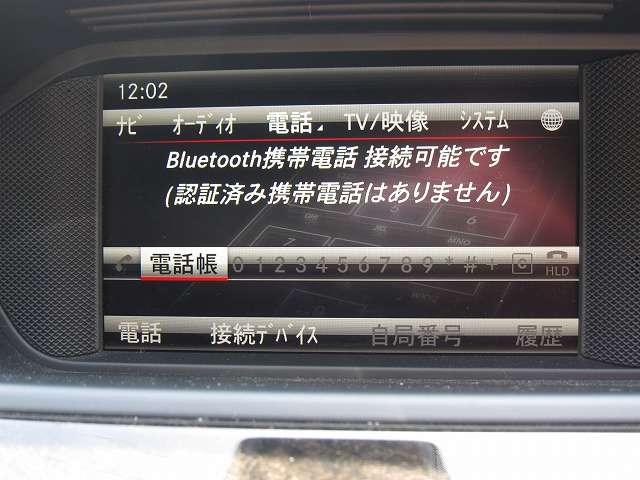 12:02
ナビ オーディオ 電話 TV/映像 システム
Bluetooth携帯電話 接続可能です
(認証済み携帯電話はありません)
電話帳 0 1 2 3 4 5 6 7 8 9 * # + C HLD
電話 接続デバイス 自局番号 履歴